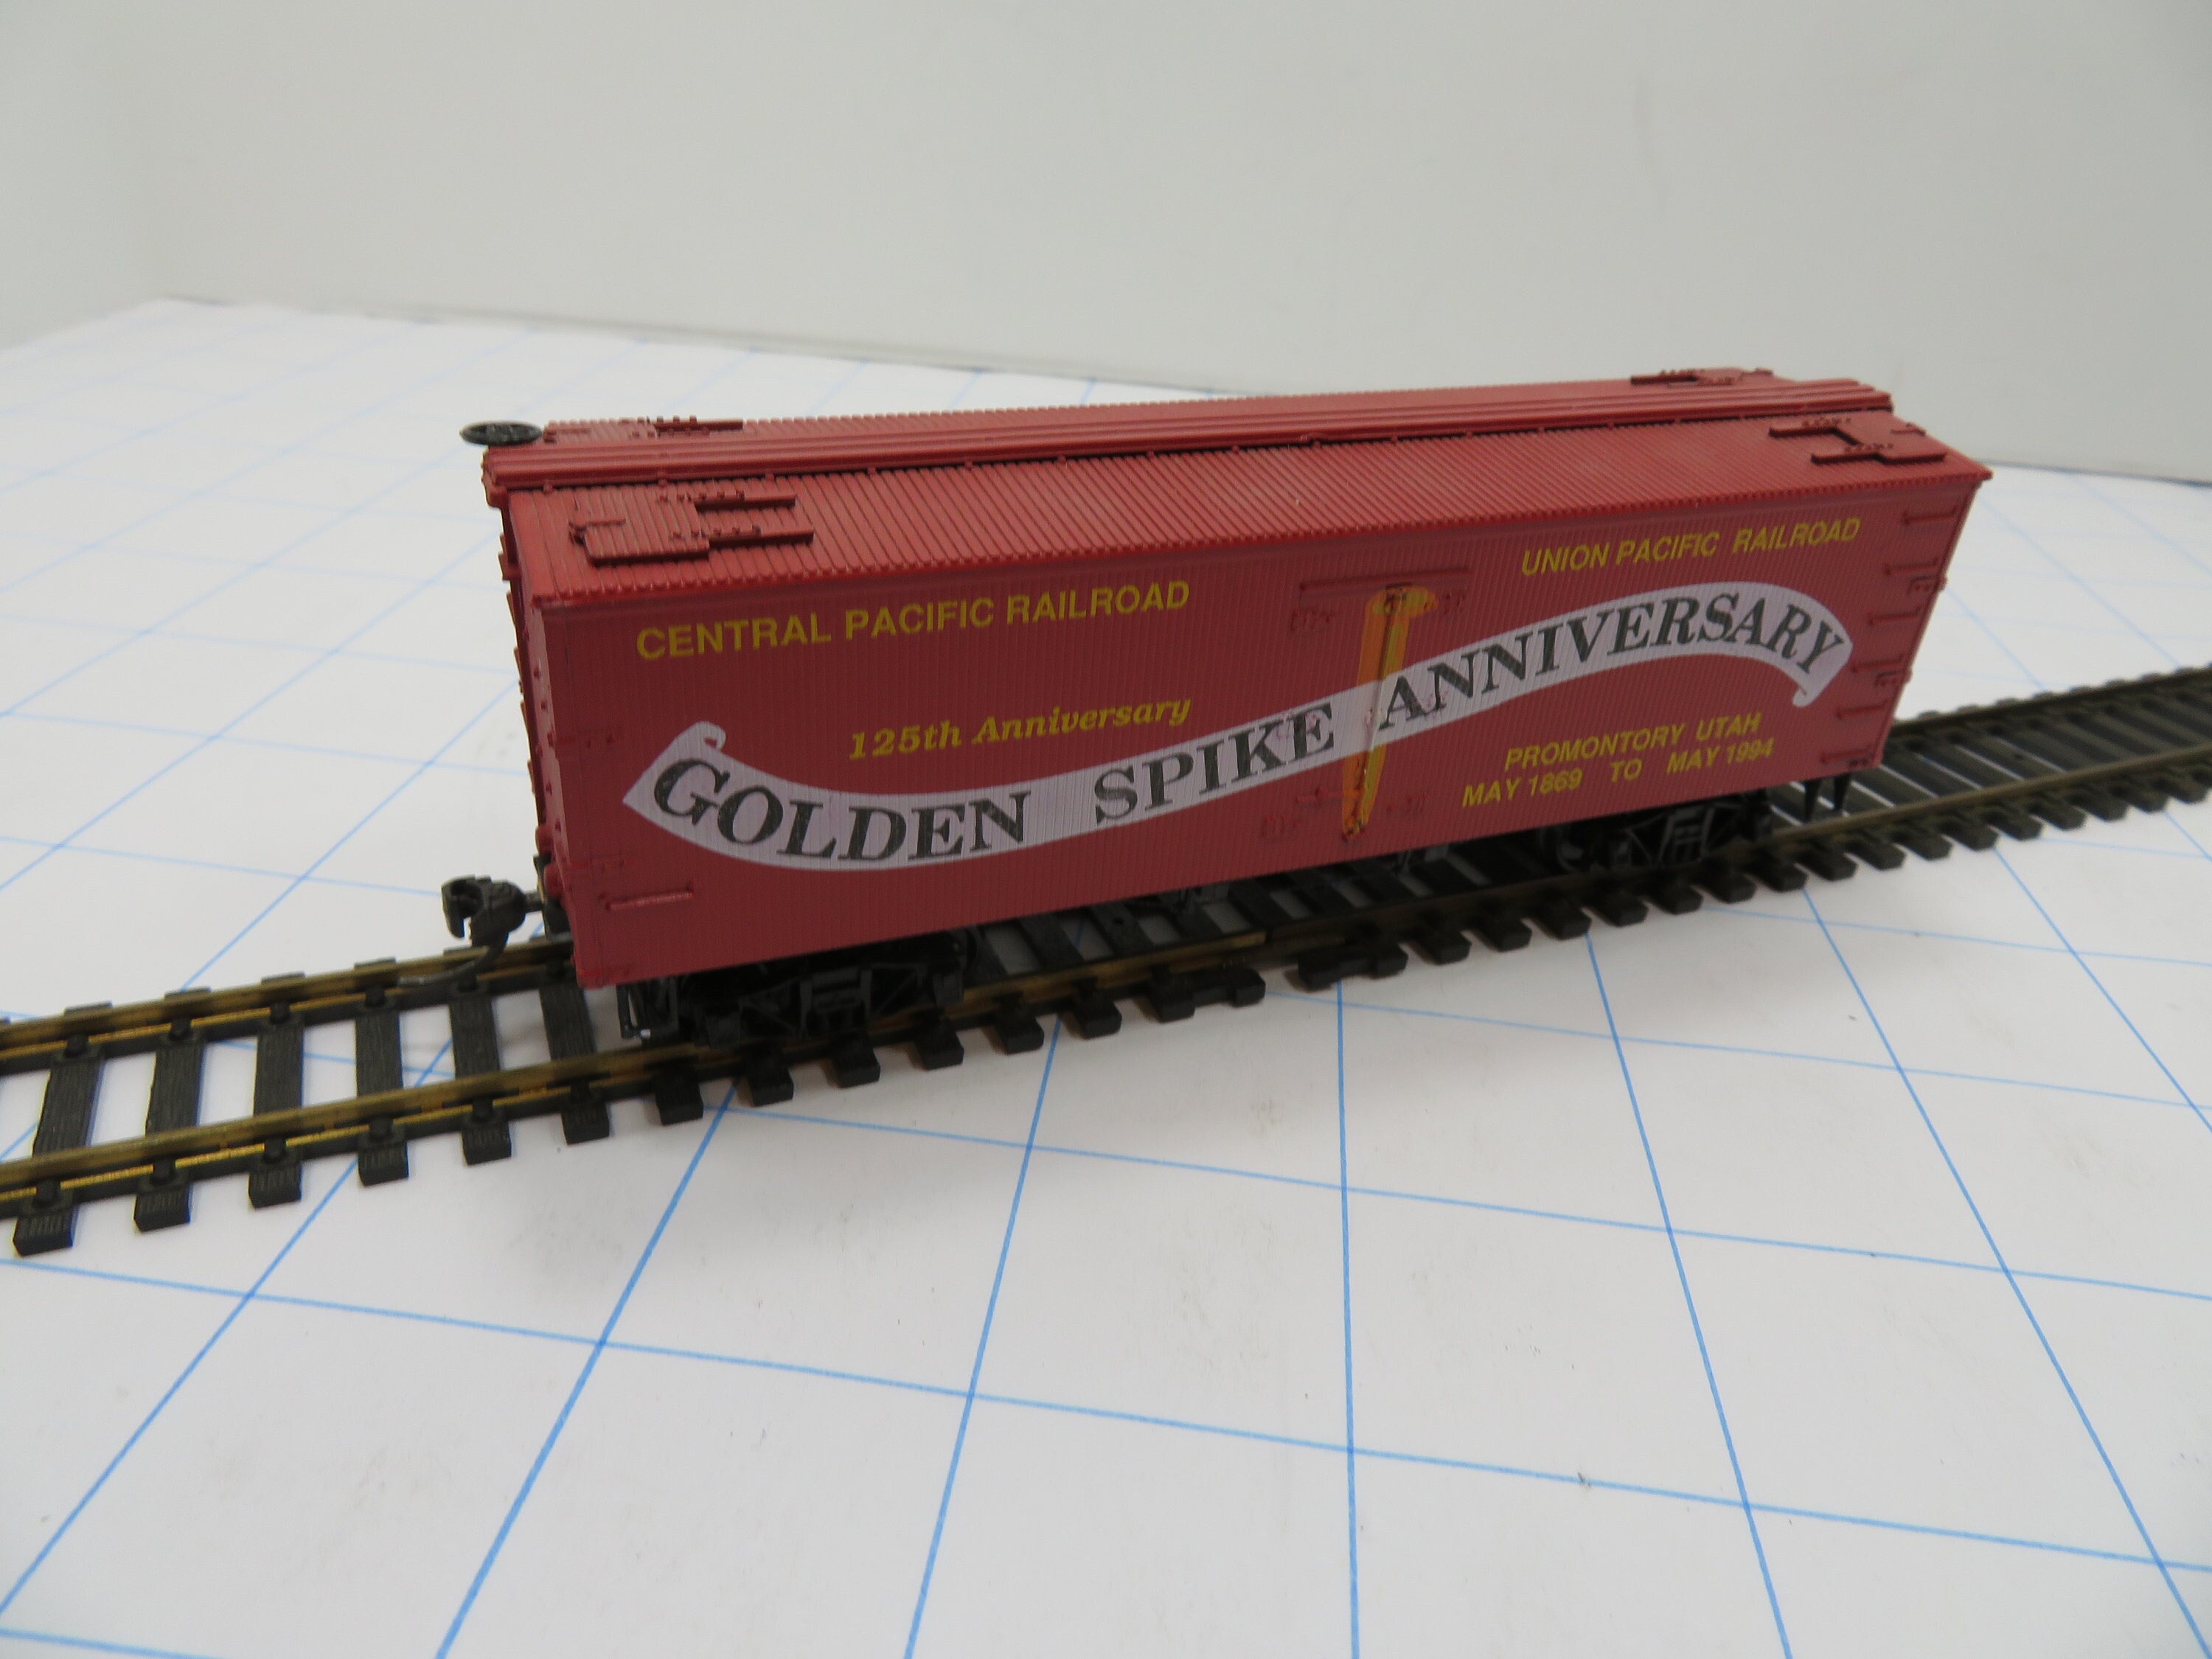 CENTRAL PACIFIC RAILROAD
UNION PACIFIC RAILROAD
125th Anniversary
GOLDEN SPIKE ANNIVERSARY
PROMONTORY UTAH
MAY 1869 TO MAY 1994